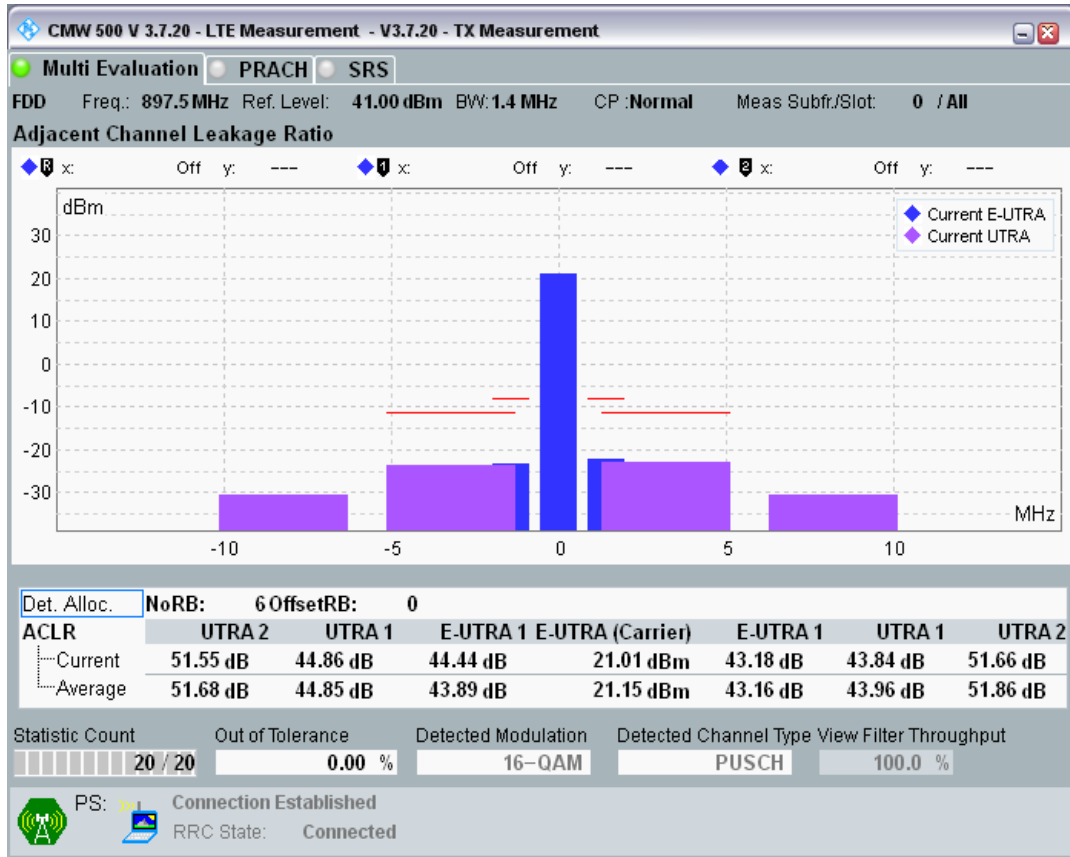 CMW 500 V 3.7.20 - LTE Measurement - V3.7.20 - TX Measurement
Multi Evaluation PRACH SRS
FDD Freq.: 897.5 MHz Ref. Level: 41.00 dBm BW: 1.4 MHz CP :Normal Meas Subfr./Slot: 0 / All
Adjacent Channel Leakage Ratio
R x: Off y: --- 1 x: Off y: --- 2 x: Off y: ---
dBm
Current E-UTRA
Current UTRA
30
20
10
0
-10
-20
-30
MHz
-10 -5 0 5 10
Det. Alloc. NoRB: 6 OffsetRB: 0
ACLR UTRA 2 UTRA 1 E-UTRA 1 E-UTRA (Carrier) E-UTRA 1 UTRA 1 UTRA 2
Current 51.55 dB 44.86 dB 44.44 dB 21.01 dBm 43.18 dB 43.84 dB 51.66 dB
Average 51.68 dB 44.85 dB 43.89 dB 21.15 dBm 43.16 dB 43.96 dB 51.86 dB
Statistic Count Out of Tolerance Detected Modulation Detected Channel Type View Filter Throughput
20 / 20 0.00 % 16-QAM PUSCH 100.0 %
PS: Connection Established
RRC State: Connected